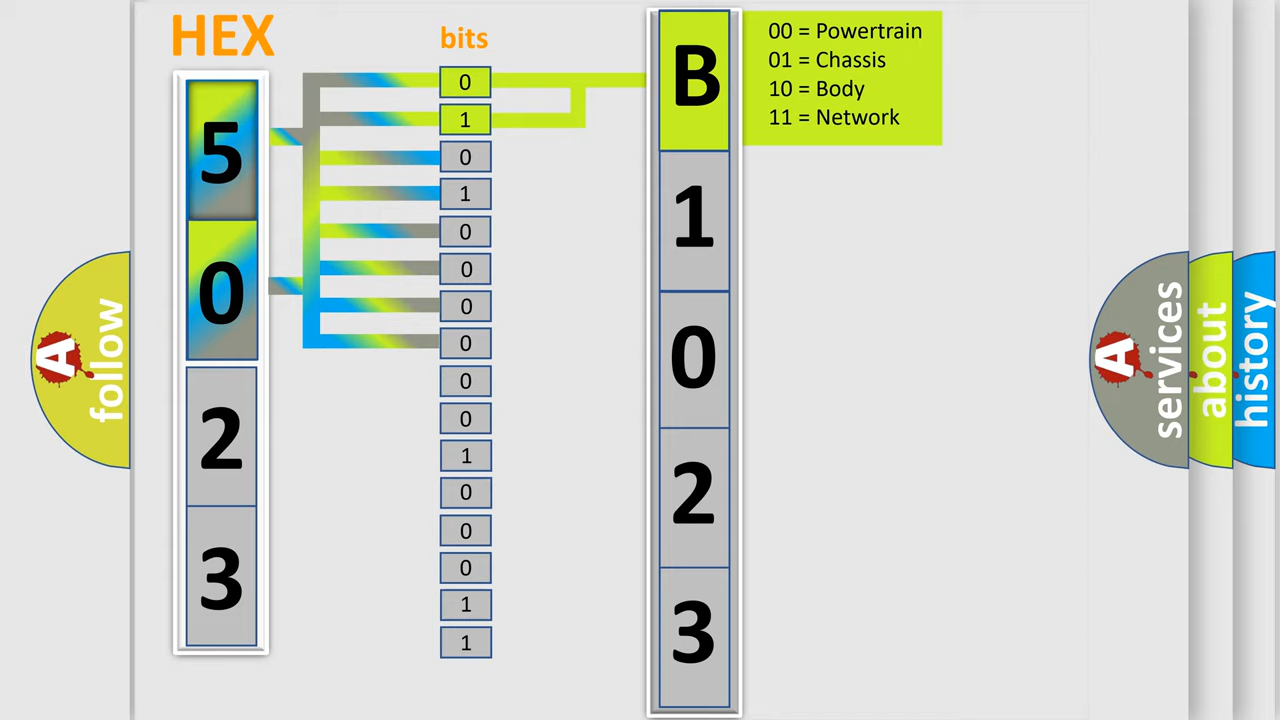 HEX
bits
5
0
2
3
0
1
0
1
0
0
0
0
0
0
1
0
0
0
1
1
B
1
0
2
3
00 = Powertrain
01 = Chassis
10 = Body
11 = Network
A
follow
A
services
about
history